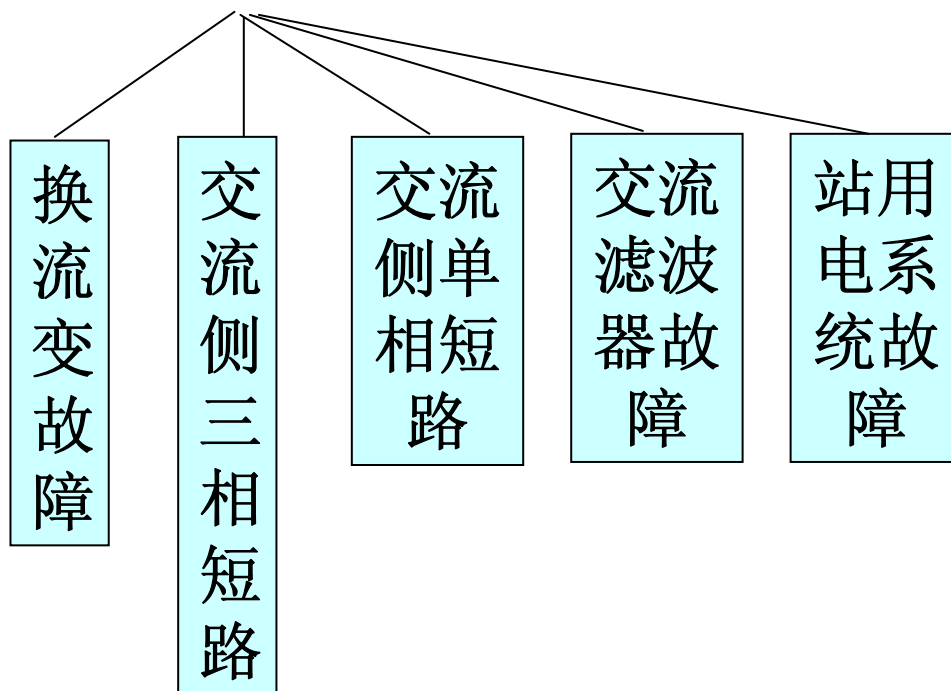 换
流
变
故
障
交
流
侧
三
相
短
路
交流
侧单
相短
路
交流
滤波
器故
障
站用
电系
统故
障